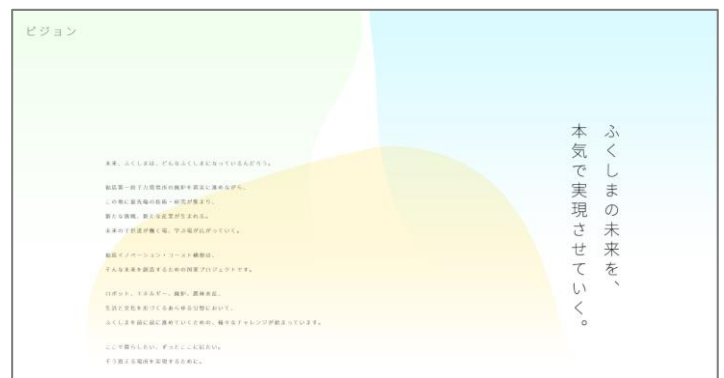 ビジョン
ふくしまの未来を、
本気で実現させていく。
未来、ふくしまは、どんなふくしまになっているんだろう。
福島第一原子力発電所の廃炉を着実に進めながら、
この地に最先端の技術・研究が集まり、
新たな挑戦、新たな産業が生まれる。
未来の子供達が働く場、学ぶ場が広がっていく。
福島イノベーション・コースト構想は、
そんな未来を創造するための国家プロジェクトです。
ロボット、エネルギー、廃炉、農林水産。
生活と文化を形づくるあらゆる分野において、
ふくしまを前に前に進めていくための、様々なチャレンジが始まっています。
ここで暮らしたい、ずっとここに居たい。
そう思える場所を実現するために。